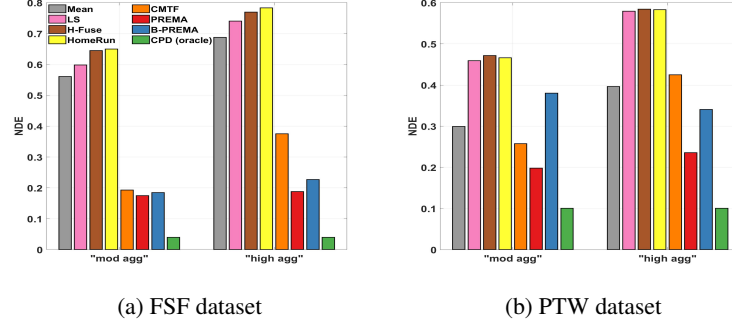 0.8
0.7
0.6
0.5
0.4
0.3
0.2
0.1
0
NDE
Mean
LS
H-Fuse
HomeRun
CMTF
PREMA
B-PREMA
CPD (oracle)
"mod agg"
"high agg"
(a) FSF dataset
0.6
0.5
0.4
0.3
0.2
0.1
0
NDE
"mod agg"
"high agg"
(b) PTW dataset